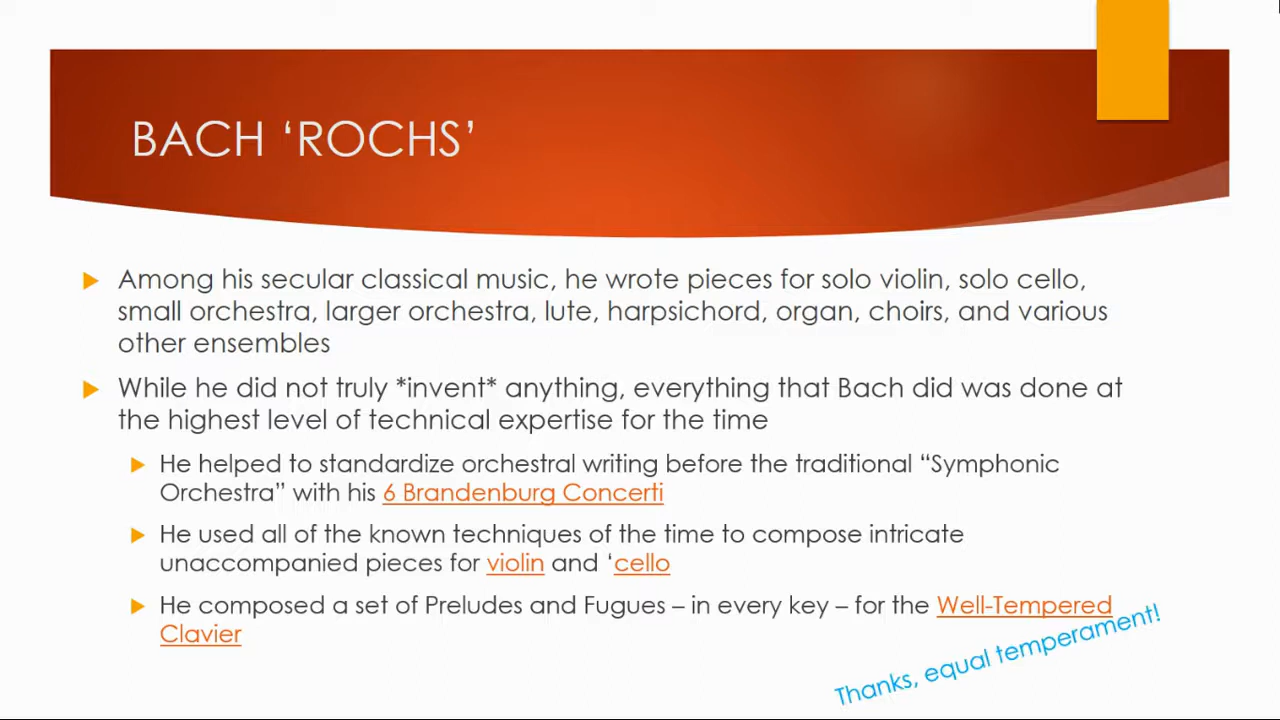 BACH ‘ROCHS’
Among his secular classical music, he wrote pieces for solo violin, solo cello,
small orchestra, larger orchestra, lute, harpsichord, organ, choirs, and various
other ensembles
While he did not truly *invent* anything, everything that Bach did was done at
the highest level of technical expertise for the time
He helped to standardize orchestral writing before the traditional “Symphonic
Orchestra” with his 6 Brandenburg Concerti
He used all of the known techniques of the time to compose intricate
unaccompanied pieces for violin and ‘cello
He composed a set of Preludes and Fugues – in every key – for the Well-Tempered
Clavier
Thanks, equal temperament!